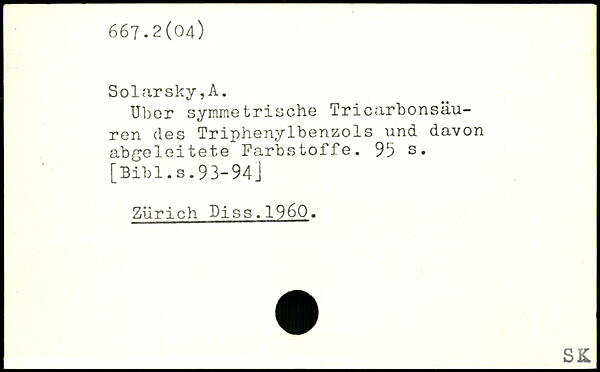 667.2(04)
Solarsky,A.
Uber symmetrische Tricarbonsäu-
ren des Triphenylbenzols und davon
abgeleitete Farbstoffe. 95 s.
[Bibl.s.93-94]
Zürich Diss.1960.
SK